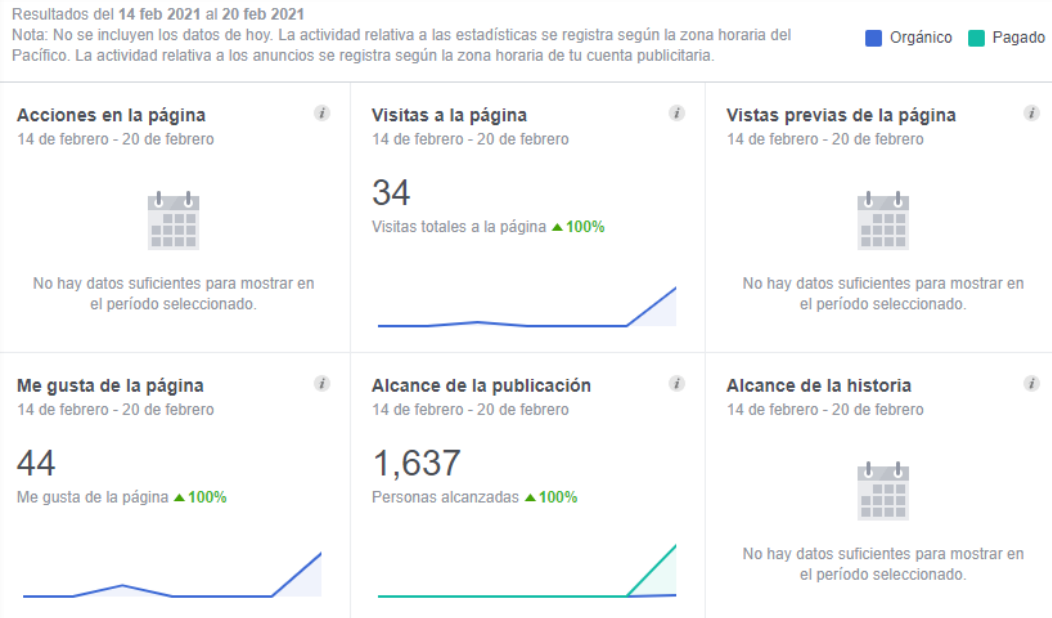 Resultados del 14 feb 2021 al 20 feb 2021
Nota: No se incluyen los datos de hoy. La actividad relativa a las estadísticas se registra según la zona horaria del
Pacífico. La actividad relativa a los anuncios se registra según la zona horaria de tu cuenta publicitaria.
Orgánico
Pagado
Acciones en la página
14 de febrero - 20 de febrero
No hay datos suficientes para mostrar en
el período seleccionado.
Visitas a la página
14 de febrero - 20 de febrero
34
Visitas totales a la página ▲100%
Vistas previas de la página
14 de febrero - 20 de febrero
No hay datos suficientes para mostrar en
el período seleccionado.
Me gusta de la página
14 de febrero - 20 de febrero
44
Me gusta de la página ▲100%
Alcance de la publicación
14 de febrero - 20 de febrero
1,637
Personas alcanzadas ▲100%
Alcance de la historia
14 de febrero - 20 de febrero
No hay datos suficientes para mostrar en
el período seleccionado.